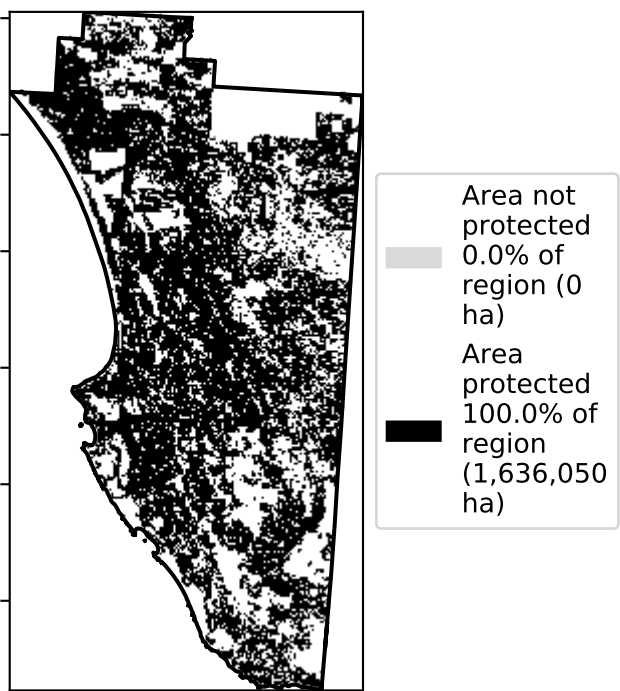 Area not
protected
0.0% of
region (0
ha)
Area
protected
100.0% of
region
(1,636,050
ha)